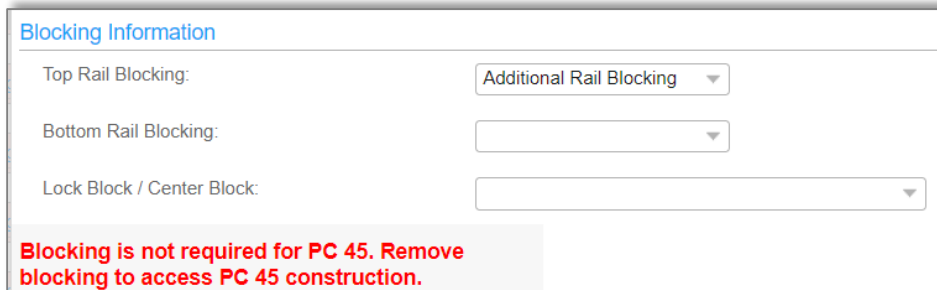 Blocking Information
Top Rail Blocking:
Additional Rail Blocking
Bottom Rail Blocking:
Lock Block / Center Block:
Blocking is not required for PC 45. Remove
blocking to access PC 45 construction.